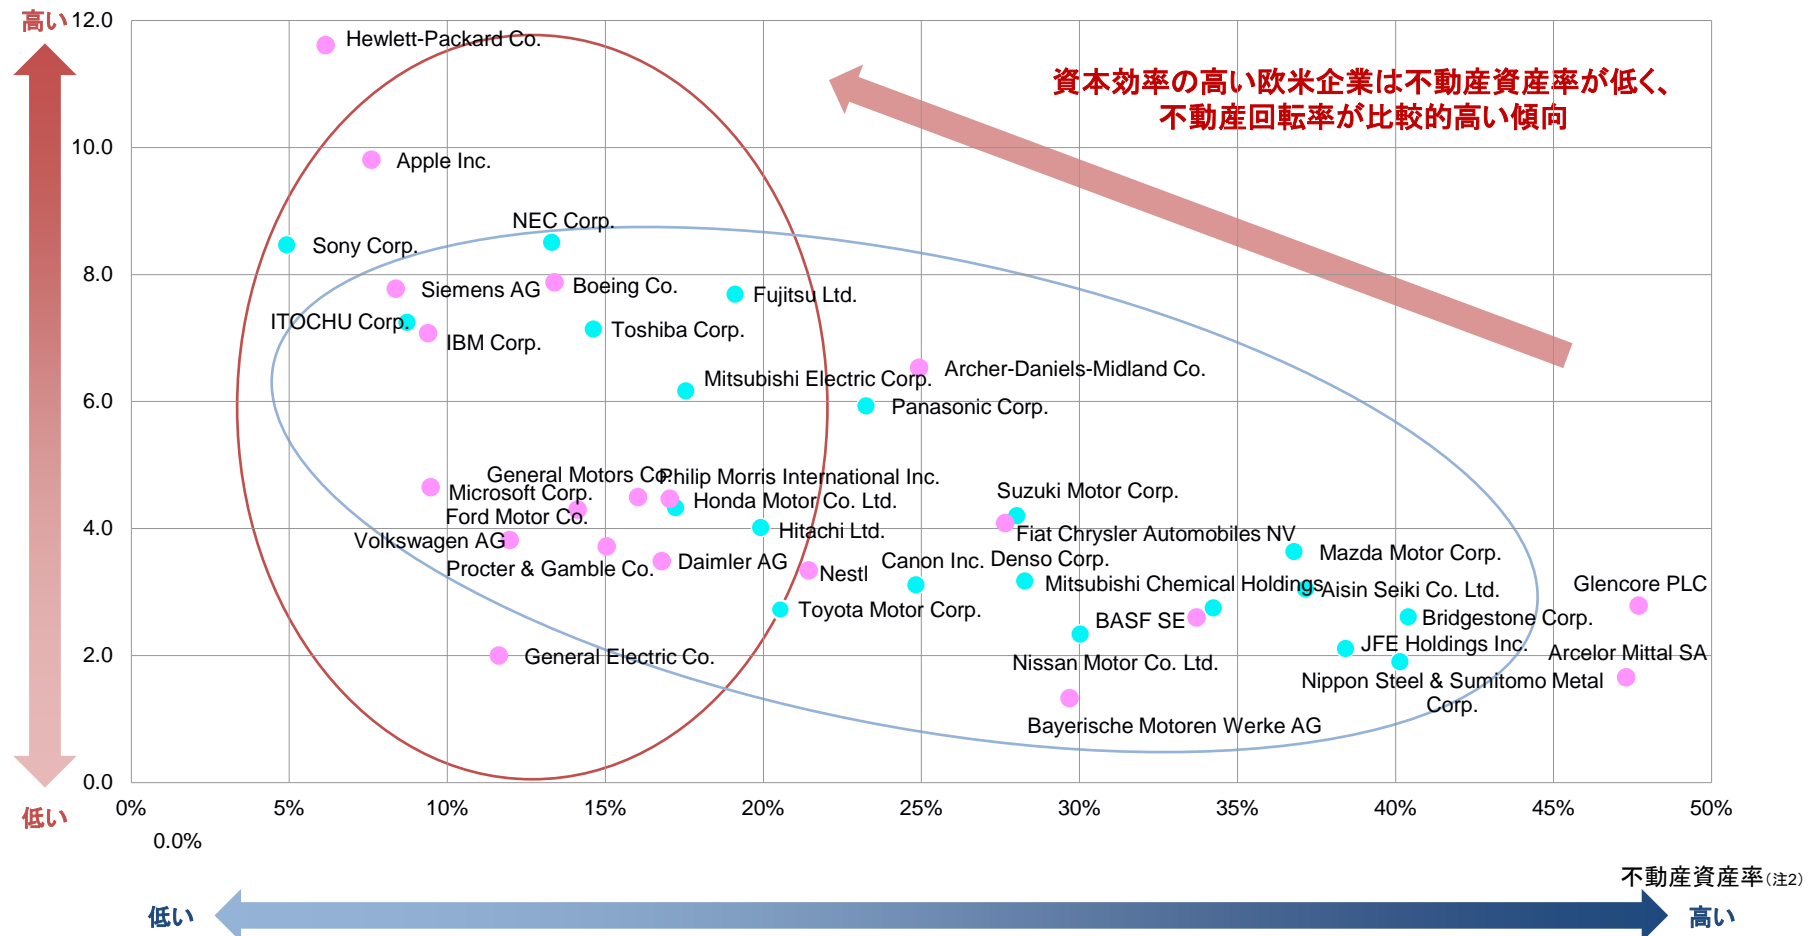 高い
12.0
Hewlett-Packard Co.
資本効率の高い欧米企業は不動産資産率が低く、
不動産回転率が比較的高い傾向
10.0
Apple Inc.
NEC Corp.
Sony Corp.
8.0
Siemens AG
Boeing Co.
Fujitsu Ltd.
ITOCHU Corp.
IBM Corp.
Toshiba Corp.
Archer-Daniels-Midland Co.
Mitsubishi Electric Corp.
6.0
Panasonic Corp.
General Motors Co.
Philip Morris International Inc.
Microsoft Corp.
Honda Motor Co. Ltd.
Suzuki Motor Corp.
Ford Motor Co.
4.0
Hitachi Ltd.
Fiat Chrysler Automobiles NV
Volkswagen AG
Mazda Motor Corp.
Procter & Gamble Co.
Daimler AG
Nestl
Canon Inc.
Denso Corp.
Mitsubishi Chemical Holdings
Aisin Seiki Co. Ltd.
Glencore PLC
Toyota Motor Corp.
BASF SE
Bridgestone Corp.
JFE Holdings Inc.
2.0
General Electric Co.
Nissan Motor Co. Ltd.
Arcelor Mittal SA
Nippon Steel & Sumitomo Metal
Corp.
Bayerische Motoren Werke AG
0.0
低い
0%
5%
10%
15%
20%
25%
30%
35%
40%
45%
50%
0.0%
不動産資産率(注2)
低い
高い